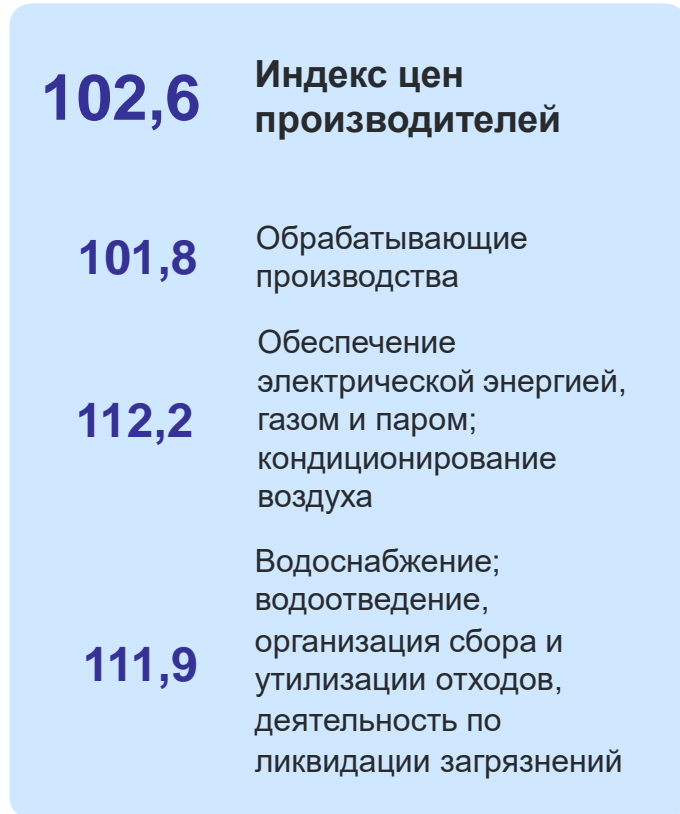 102,6
Индекс цен
производителей
101,8
Обрабатывающие
производства
112,2
Обеспечение
электрической энергией,
газом и паром;
кондиционирование
воздуха
111,9
Водоснабжение;
водоотведение,
организация сбора и
утилизации отходов,
деятельность по
ликвидации загрязнений